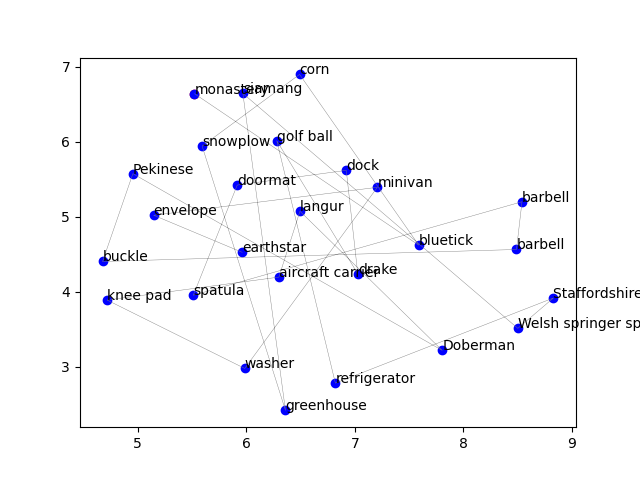 corn
monastery
siamang
golf ball
snowplow
dock
Pekinese
doormat
minivan
barbell
envelope
langur
bluetick
barbell
earthstar
buckle
aircraft carrier
drake
knee pad
spatula
Staffordshire
Welsh springer sp
Doberman
washer
refrigerator
greenhouse
7
6
5
4
3
5
6
7
8
9